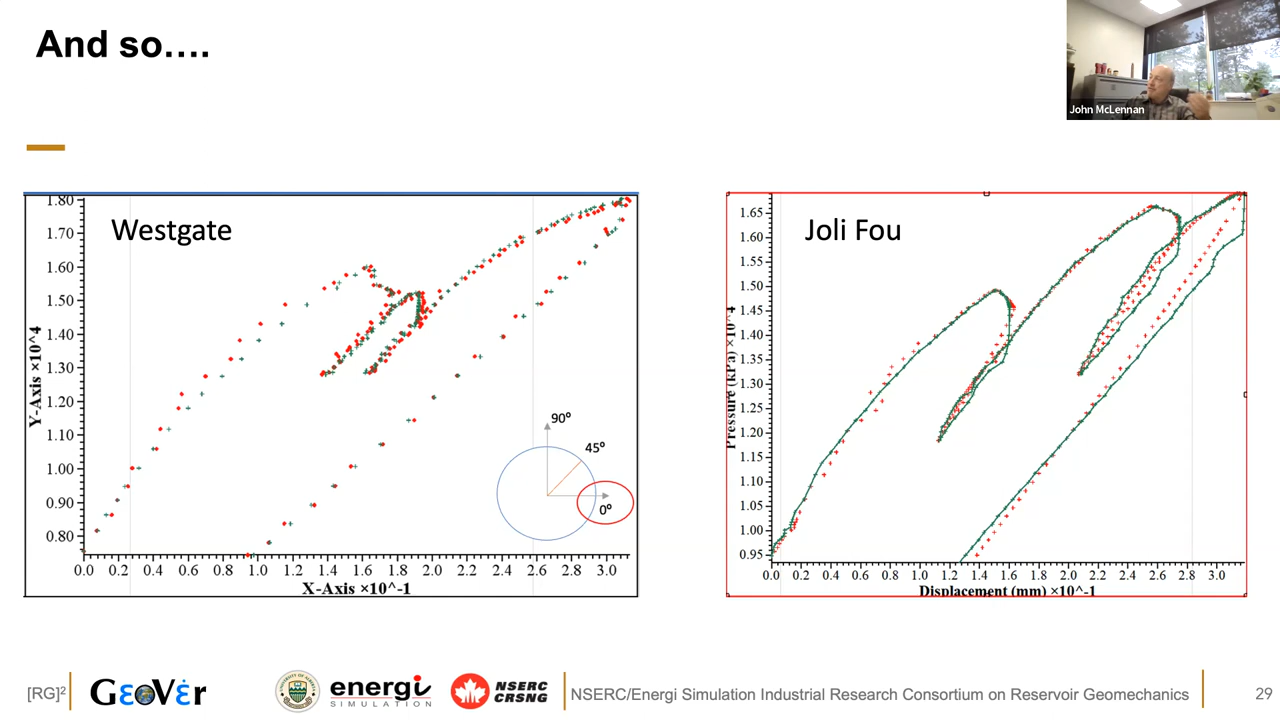 And so....
John McLennan
Westgate
1.80
1.70
1.60
1.50
1.40
1.30
1.20
1.10
1.00
0.90
0.80
Y-Axis ×10^4
0.0 0.2 0.4 0.6 0.8 1.0 1.2 1.4 1.6 1.8 2.0 2.2 2.4 2.6 2.8 3.0
X-Axis ×10^-1
90º
45º
0º
Joli Fou
1.65
1.60
1.55
1.50
1.45
1.40
1.35
1.30
1.25
1.20
1.15
1.10
1.05
1.00
0.95
Pressure (kPa) ×10^4
0.0 0.2 0.4 0.6 0.8 1.0 1.2 1.4 1.6 1.8 2.0 2.2 2.4 2.6 2.8 3.0
Displacement (mm) ×10^-1
[RG]²
GeoVer
energi
SIMULATION
NSERC
CRSNG
NSERC/Energi Simulation Industrial Research Consortium on Reservoir Geomechanics
29